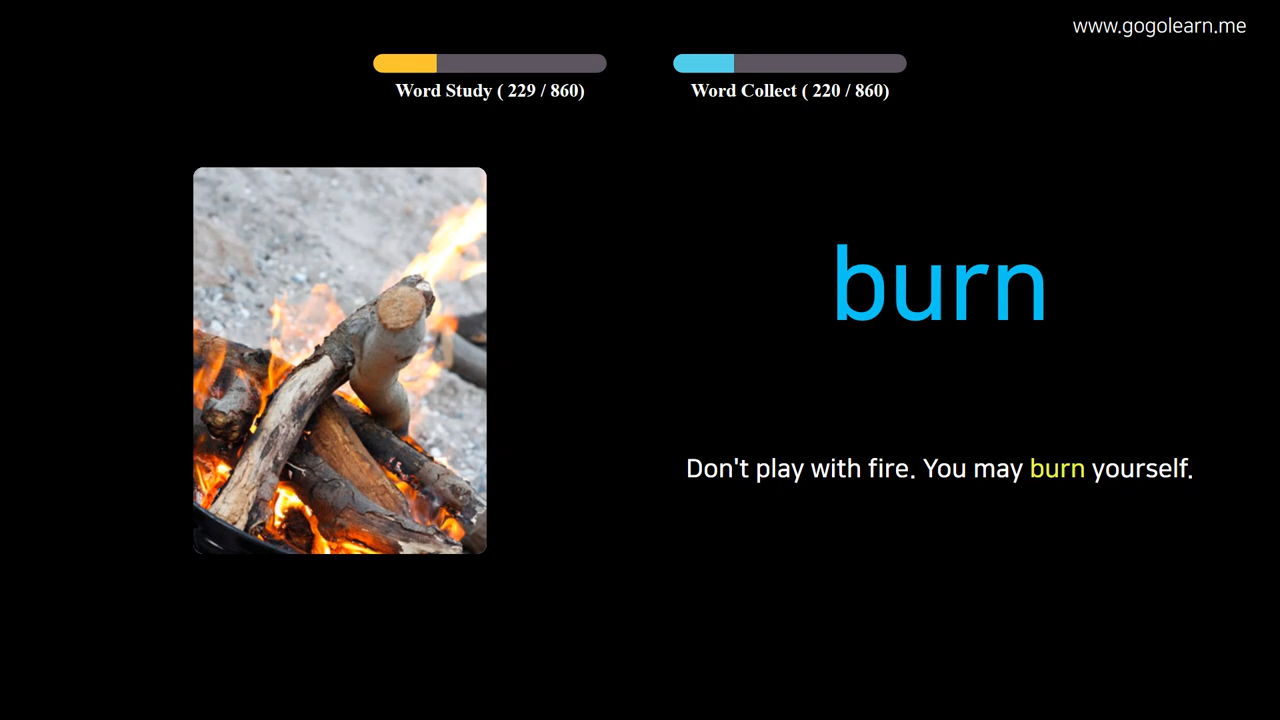 www.gogolearn.me
Word Study ( 229 / 860)
Word Collect ( 220 / 860)
burn
Don't play with fire. You may burn yourself.